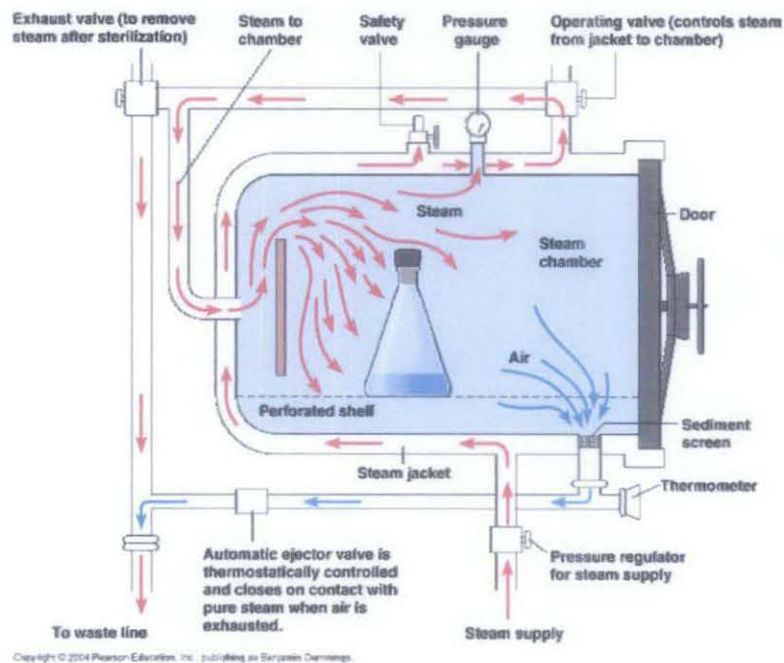 Exhaust valve (to remove
steam after sterilization)
Steam to
chamber
Safety
valve
Pressure
gauge
Operating valve (controls steam
from jacket to chamber)
Steam
Door
Steam
chamber
Air
Perforated shelf
Sediment
screen
Steam jacket
Thermometer
Automatic ejector valve is
thermostatically controlled
and closes on contact with
pure steam when air is
exhausted.
Pressure regulator
for steam supply
To waste line
Steam supply
Copyright © 2004 Pearson Education, Inc., publishing as Benjamin Cummings.